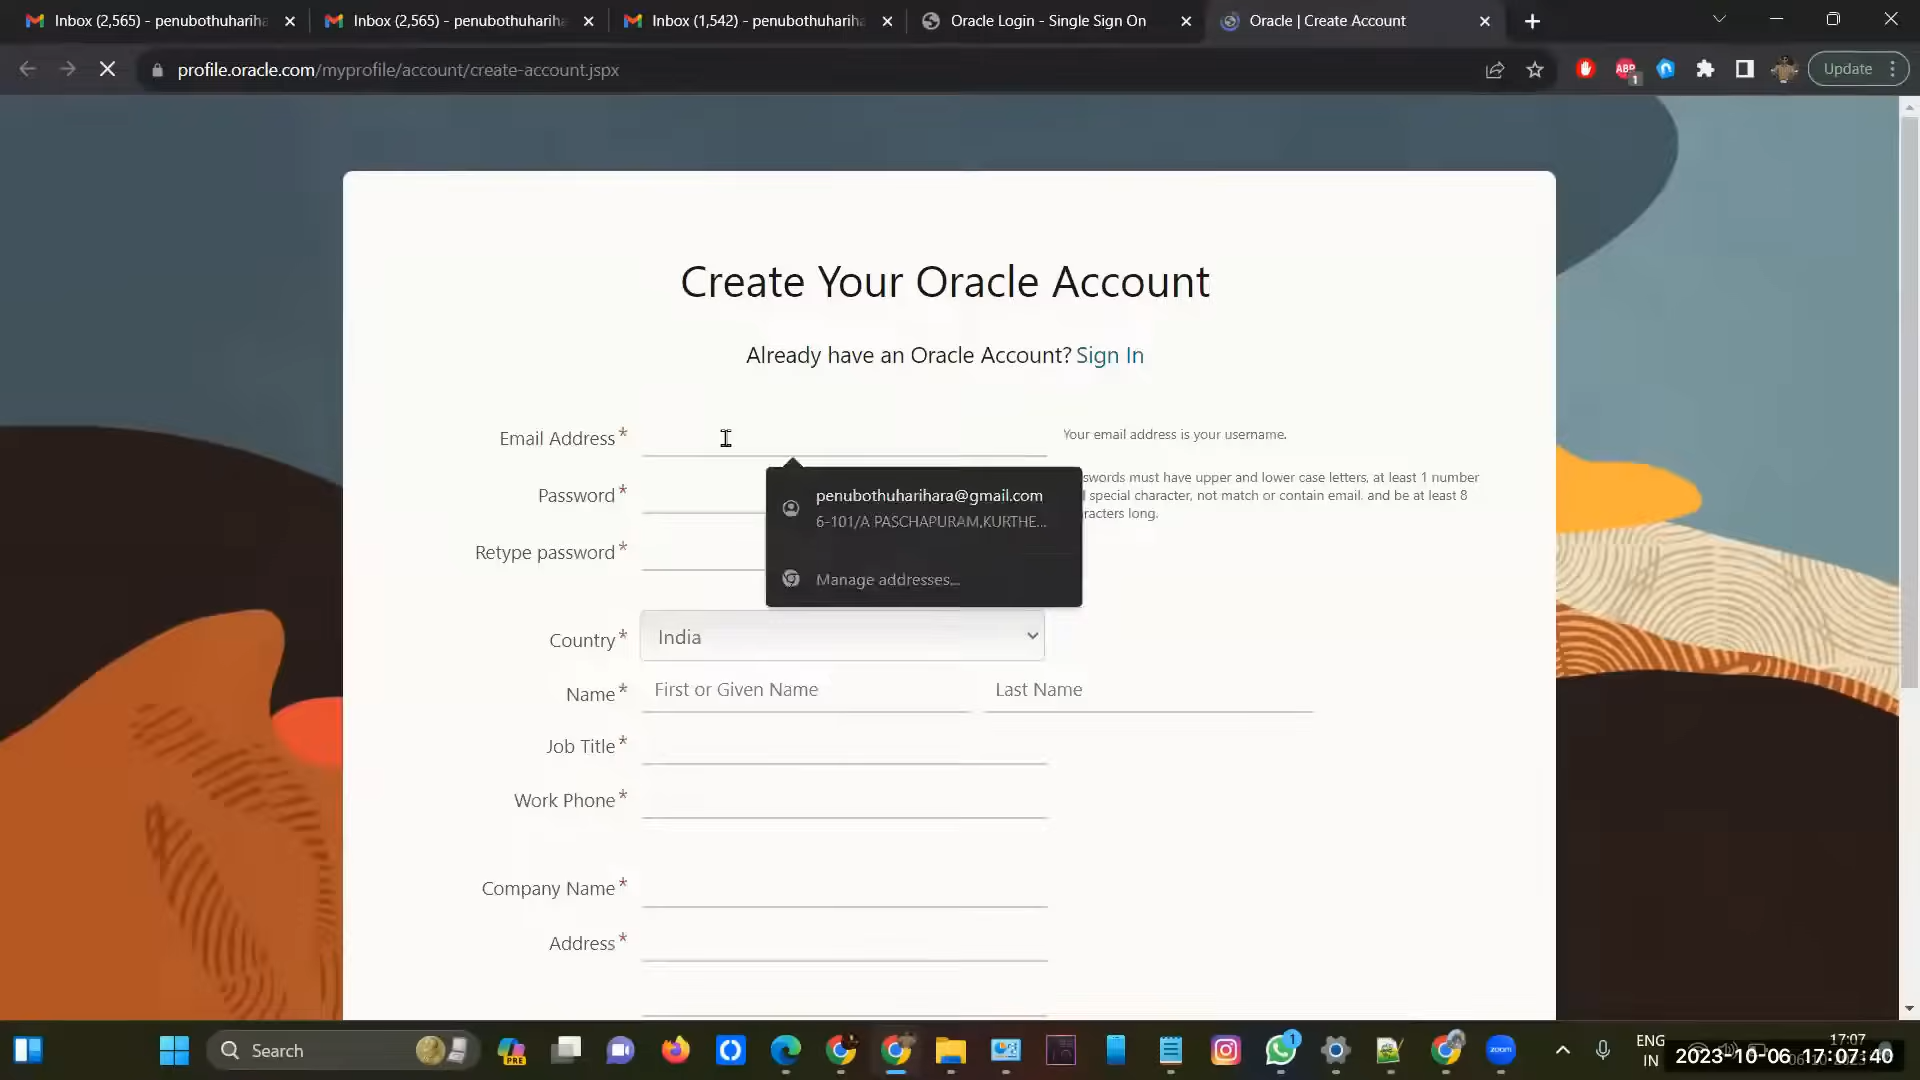 Inbox (2,565) - penubothuhariha
Inbox (2,565) - penubothuhariha
Inbox (1,542) - penubothuhariha
Oracle Login - Single Sign On
Oracle | Create Account
profile.oracle.com/myprofile/account/create-account.jspx
ABP
1
Update
Create Your Oracle Account
Already have an Oracle Account? Sign In
Email Address*
Your email address is your username.
Password*
swords must have upper and lower case letters, at least 1 number
special character, not match or contain email, and be at least 8
racters long.
penubothuharihara@gmail.com
6-101/A PASCHAPURAM,KURTHE...
Manage addresses...
Retype password*
Country*
India
Name*
First or Given Name
Last Name
Job Title*
Work Phone*
Company Name*
Address*
Search
PRE
1
zoom
ENG
IN
17:07
2023-10-06 17:07:40